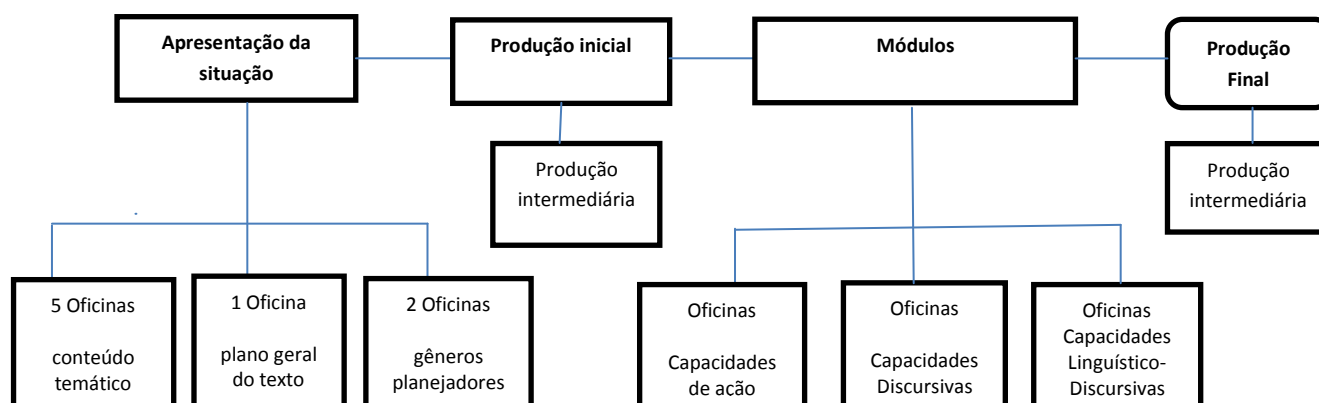 Apresentação da
situação
Produção inicial
Módulos
Produção
Final
Produção
intermediária
Produção
intermediária
5 Oficinas
conteúdo
temático
1 Oficina
plano geral
do texto
2 Oficinas
gêneros
planejadores
Oficinas
Capacidades
de ação
Oficinas
Capacidades
Discursivas
Oficinas
Capacidades
Linguístico-
Discursivas